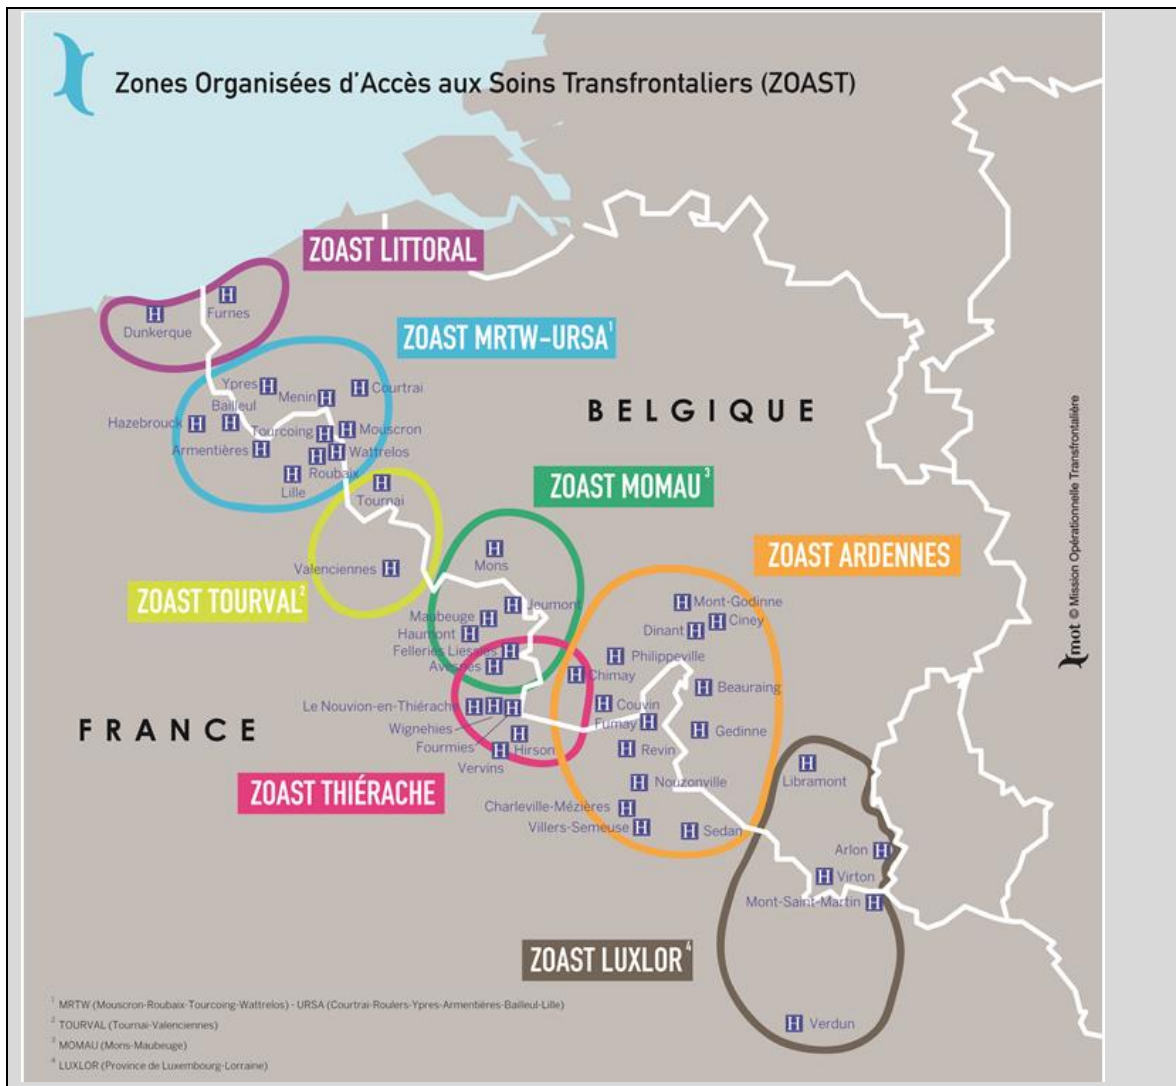 Zones Organisées d'Accès aux Soins Transfrontaliers (ZOAST)
ZOAST LITTORAL
Furnes
Dunkerque
ZOAST MRTW-URSA¹
Ypres
Menin
Courtrai
Bailleul
Hazebrouck
Tourcoing
Mouscron
Armentières
Wattrelos
Roubaix
Lille
BELGIQUE
Tournai
ZOAST MOMAU³
Valenciennes
Mons
ZOAST ARDENNES
ZOAST TOURVAL²
Jeumont
Maubeuge
Haumont
Felleries Liessies
Avesnes
Mont-Godinne
Ciney
Dinant
Philippeville
Chimay
Beauraing
Le Nouvion-en-Thiérache
Couvin
Fumay
Gedinne
FRANCE
Wignehies
Fourmies
Hirson
Vervins
Revin
ZOAST THIÉRACHE
Nouzonville
Libramont
Charleville-Mézières
Villers-Semeuse
Sedan
Arlon
Virton
Mont-Saint-Martin
ZOAST LUXLOR⁴
Verdun
mot © Mission Opérationnelle Transfrontalière
¹ MRTW (Mouscron-Roubaix-Tourcoing-Wattrelos) - URSA (Courtrai-Roulers-Ypres-Armentières-Bailleul-Lille)
² TOURVAL (Tournai-Valenciennes)
³ MOMAU (Mons-Maubeuge)
⁴ LUXLOR (Province de Luxembourg-Lorraine)